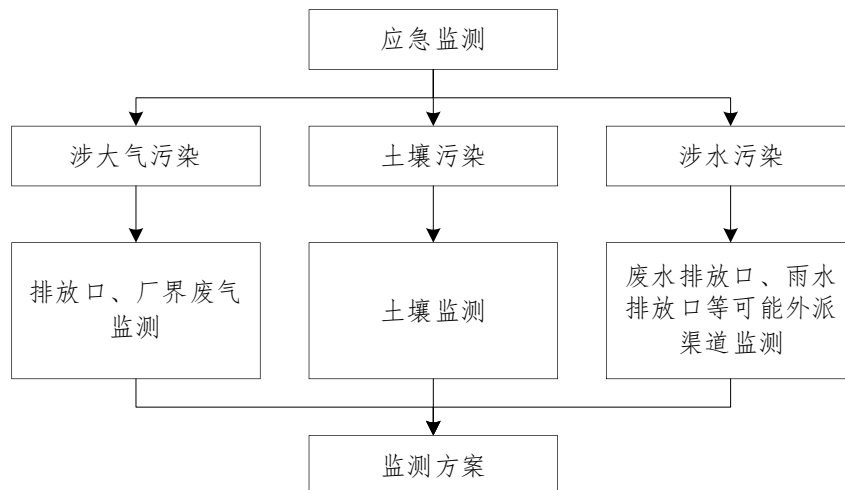 应急监测
涉大气污染
土壤污染
涉水污染
排放口、厂界废气
监测
土壤监测
废水排放口、雨水
排放口等可能外派
渠道监测
监测方案